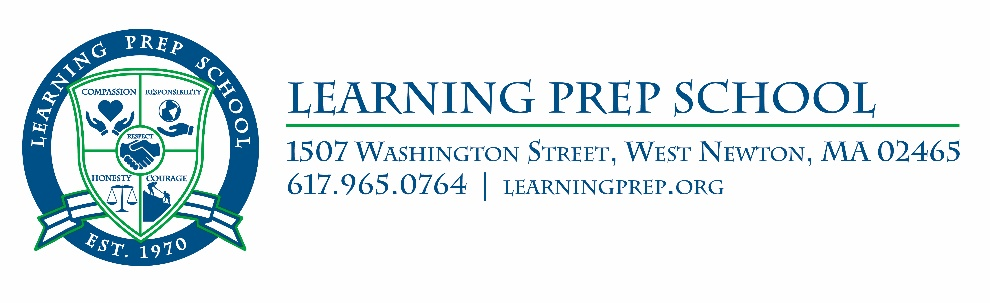 LEARNING PREP SCHOOL
COMPASSION
RESPONSIBILITY
RESPECT
HONESTY
COURAGE
EST. 1970
LEARNING PREP SCHOOL
1507 WASHINGTON STREET, WEST NEWTON, MA 02465
617.965.0764 | LEARNINGPREP.ORG